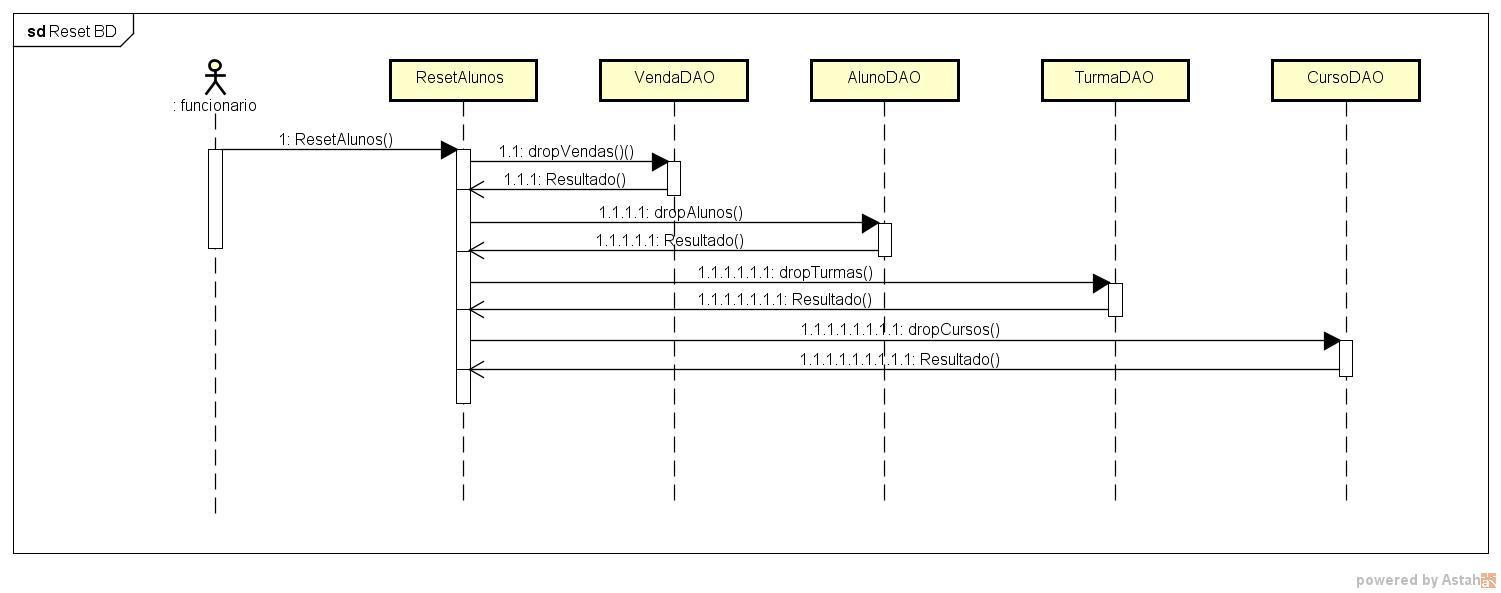 sd Reset BD
: funcionario
ResetAlunos
VendaDAO
AlunoDAO
TurmaDAO
CursoDAO
1: ResetAlunos()
1.1: dropVendas()()
1.1.1: Resultado()
1.1.1.1: dropAlunos()
1.1.1.1.1: Resultado()
1.1.1.1.1.1: dropTurmas()
1.1.1.1.1.1.1: Resultado()
1.1.1.1.1.1.1.1: dropCursos()
1.1.1.1.1.1.1.1.1: Resultado()
powered by Astah